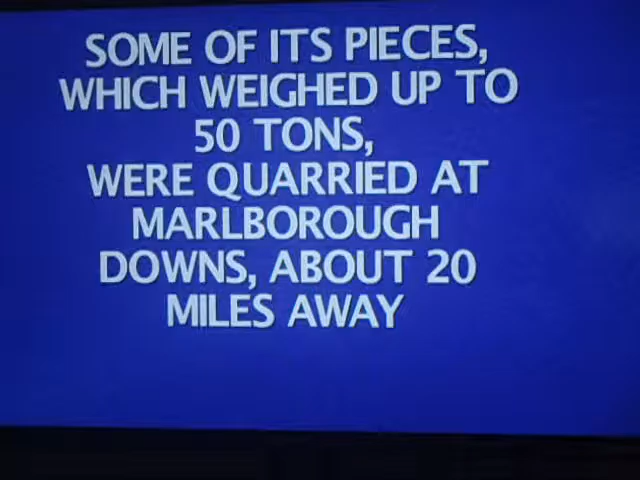 SOME OF ITS PIECES,
WHICH WEIGHED UP TO
50 TONS,
WERE QUARRIED AT
MARLBOROUGH
DOWNS, ABOUT 20
MILES AWAY